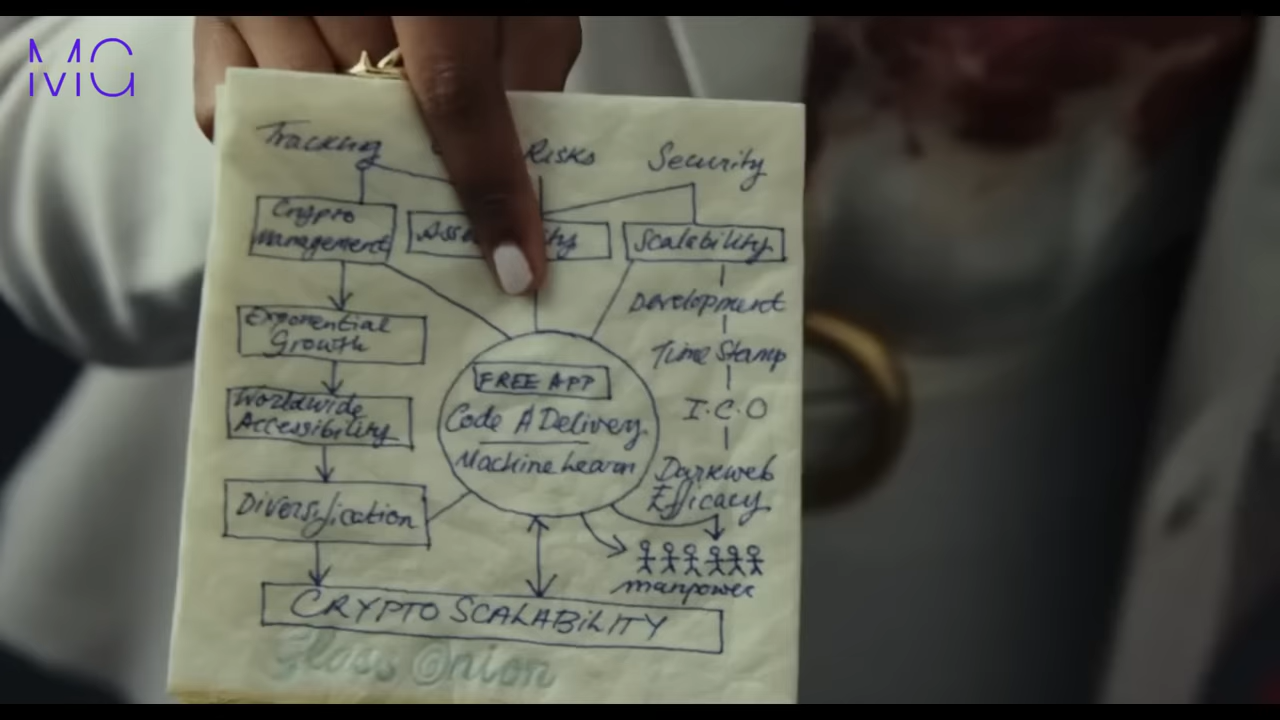 MG
Tracking
Risks
Security
Crypto
Management
Scalability
Exponential
Growth
Worldwide
Accessibility
Diversification
FREE APP
Code A Delivery
Machine Learn
Development
Time Stamp
I.C.O
Darkweb
Efficacy
manpower
CRYPTO SCALABILITY
Glass Onion